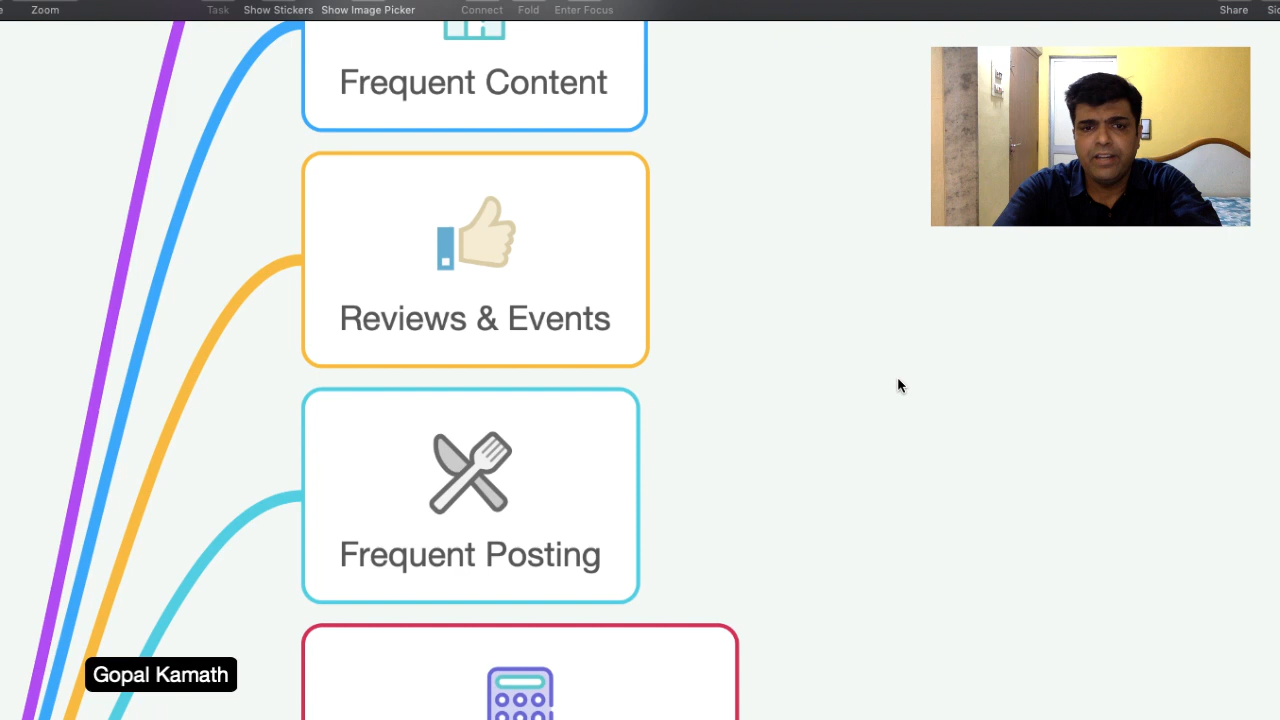 Zoom
Task
Show Stickers
Show Image Picker
Connect
Fold
Enter Focus
Share
Frequent Content
Reviews & Events
Frequent Posting
Gopal Kamath